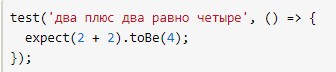 test('два плюс два равно четыре', () => {
  expect(2 + 2).toBe(4);
});